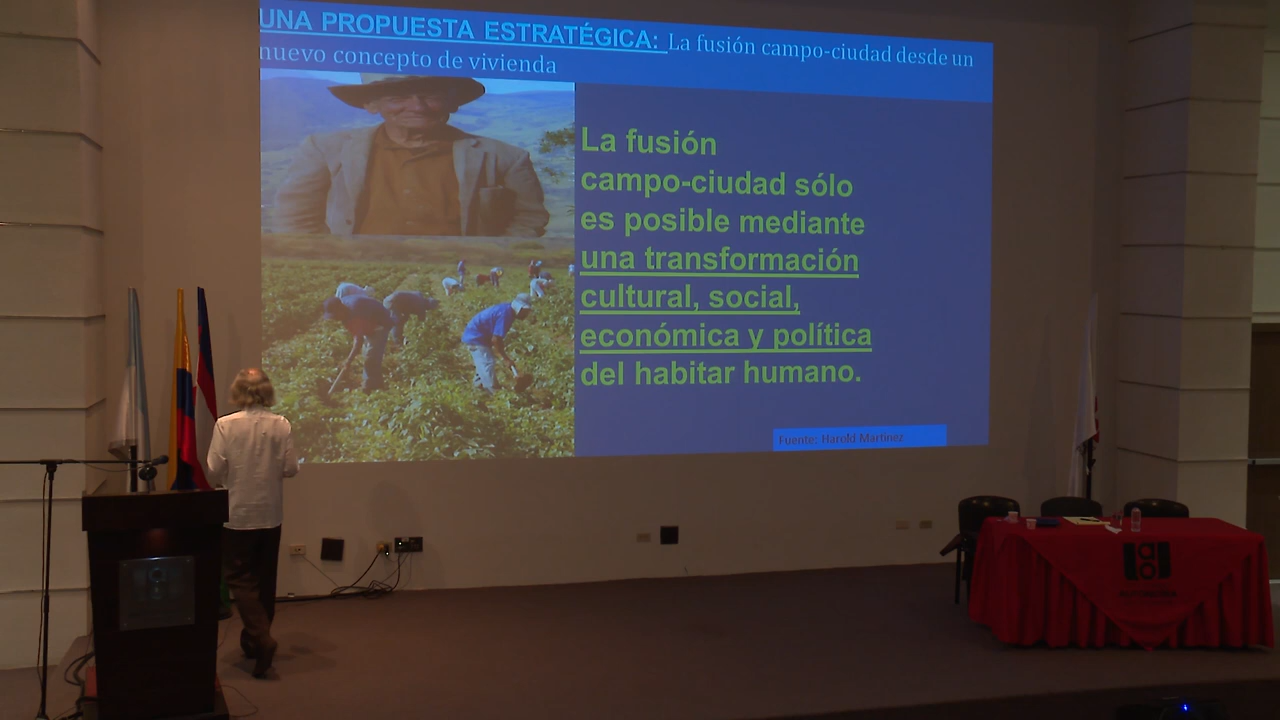 UNA PROPUESTA ESTRATÉGICA: La fusión campo-ciudad desde un
nuevo concepto de vivienda
La fusión
campo-ciudad sólo
es posible mediante
una transformación
cultural, social,
económica y política
del habitar humano.
Fuente: Harold Martínez